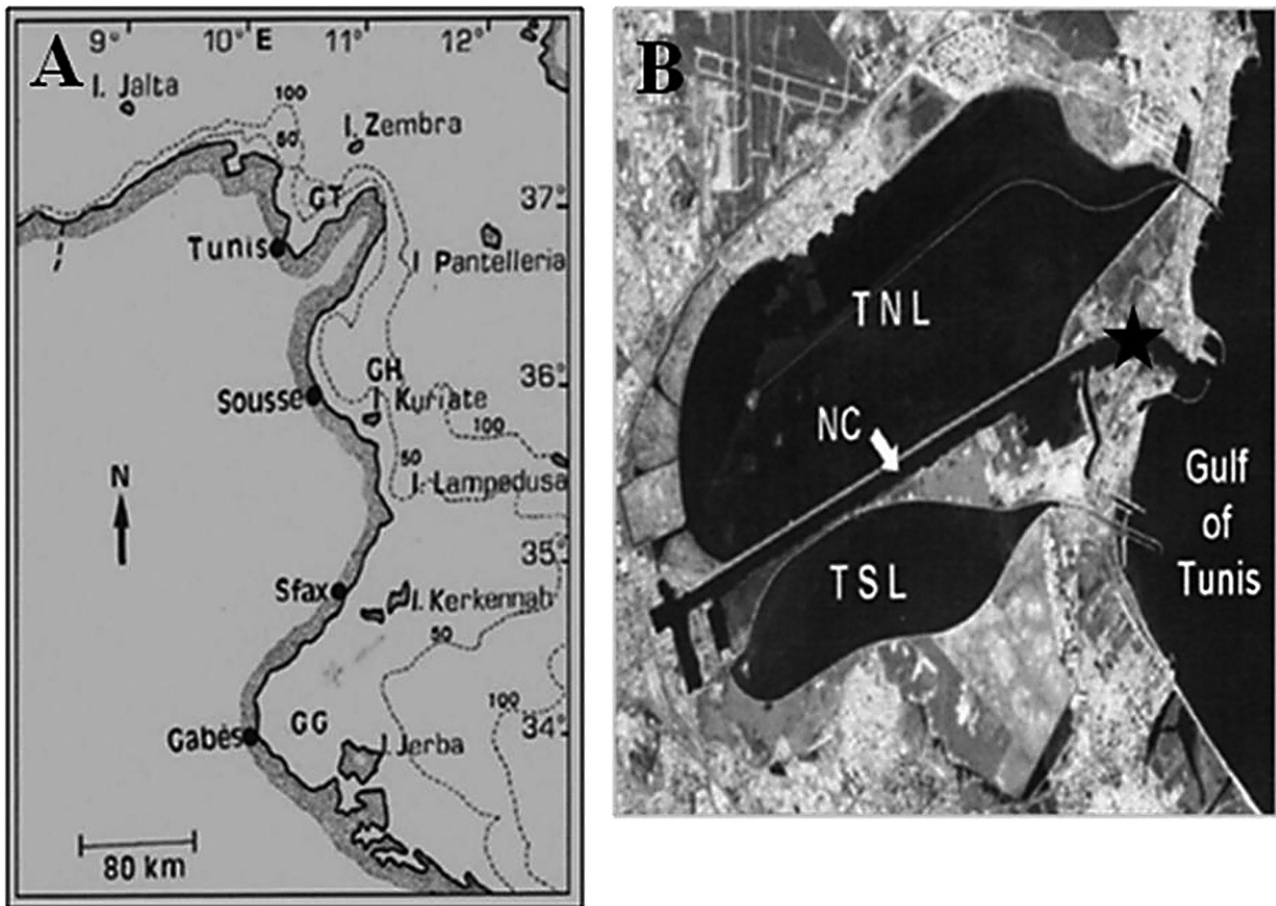 A
9°
10° E
11°
12°
I. Jalta
100
50
I. Zembra
GT
37°
Tunis
I Pantelleria
36°
GH
Sousse
I Kuriate
100
50
N
I. Lampedusa
35°
Sfax
I. Kerkennah
50
100
34°
GG
Gabès
I. Jerba
80 km
B
TNL
NC
Gulf
of
Tunis
TSL